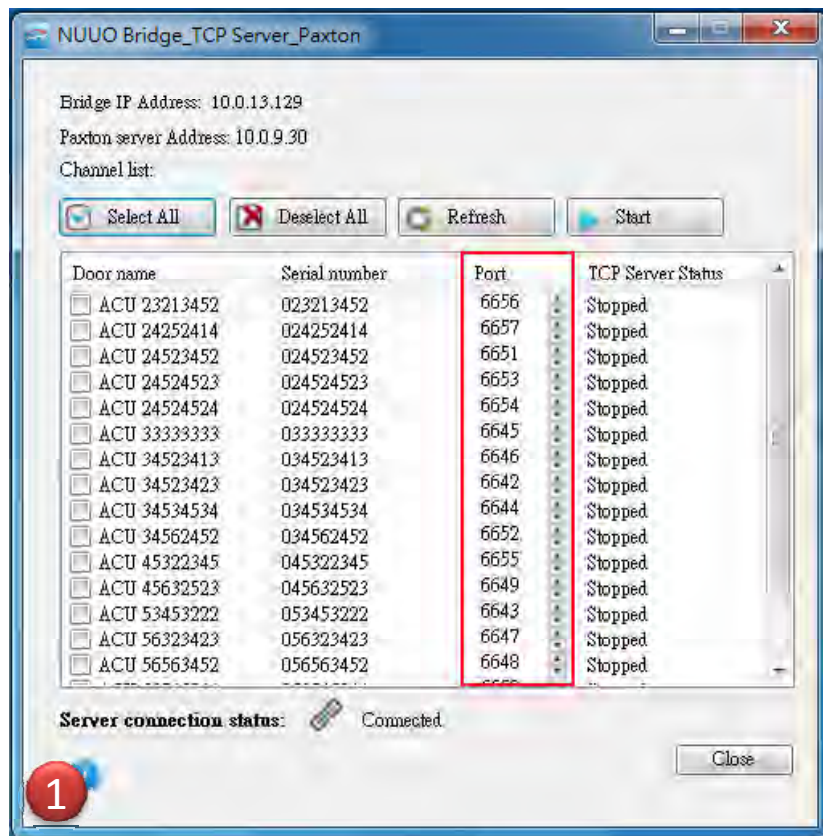 NUUO Bridge_TCP Server_Paxton
Bridge IP Address: 10.0.13.129
Paxton server Address: 10.0.9.30
Channel list:
Select All Deselect All Refresh Start
Door name Serial number Port TCP Server Status
ACU 23213452 023213452 6656 Stopped
ACU 24252414 024252414 6657 Stopped
ACU 24523452 024523452 6651 Stopped
ACU 24524523 024524523 6653 Stopped
ACU 24524524 024524524 6654 Stopped
ACU 33333333 033333333 6645 Stopped
ACU 34523413 034523413 6646 Stopped
ACU 34523423 034523423 6642 Stopped
ACU 34534534 034534534 6644 Stopped
ACU 34562452 034562452 6652 Stopped
ACU 45322345 045322345 6655 Stopped
ACU 45632523 045632523 6649 Stopped
ACU 53453222 053453222 6643 Stopped
ACU 56323423 056323423 6647 Stopped
ACU 56563452 056563452 6648 Stopped
Server connection status: Connected.
Close
1